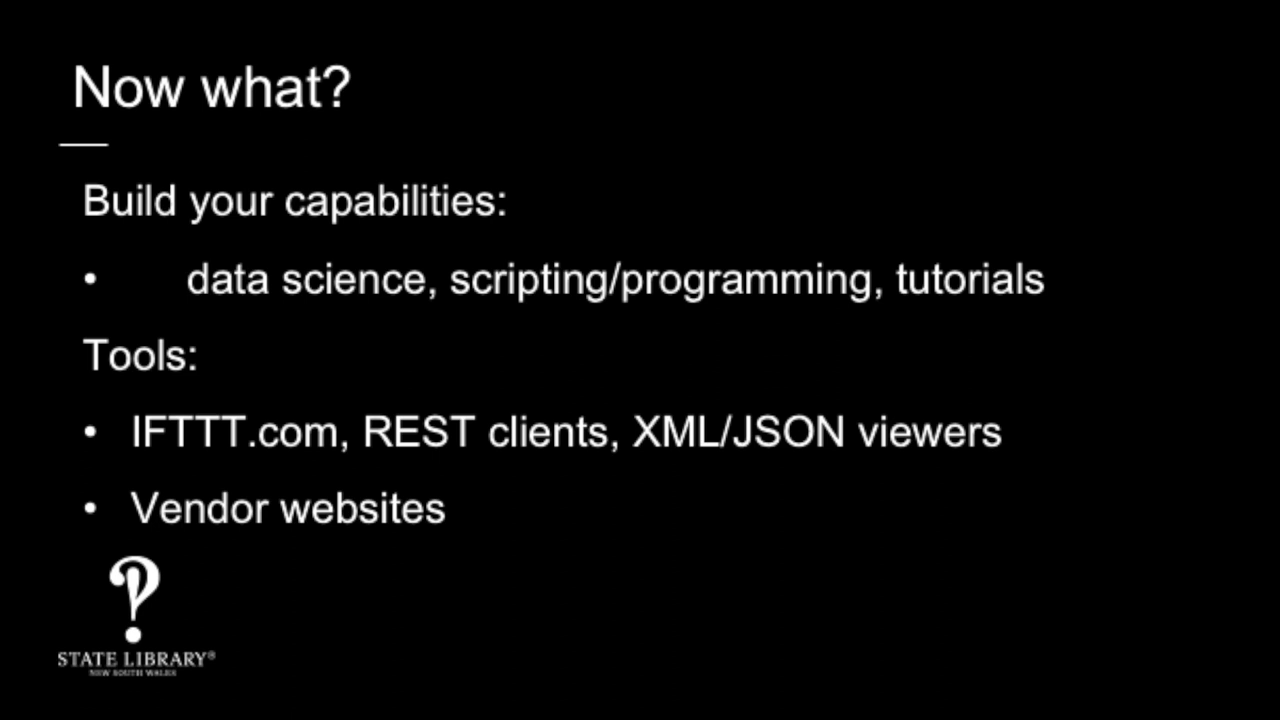 Now what?
Build your capabilities:
• data science, scripting/programming, tutorials
Tools:
• IFTTT.com, REST clients, XML/JSON viewers
• Vendor websites
STATE LIBRARY®
NEW SOUTH WALES